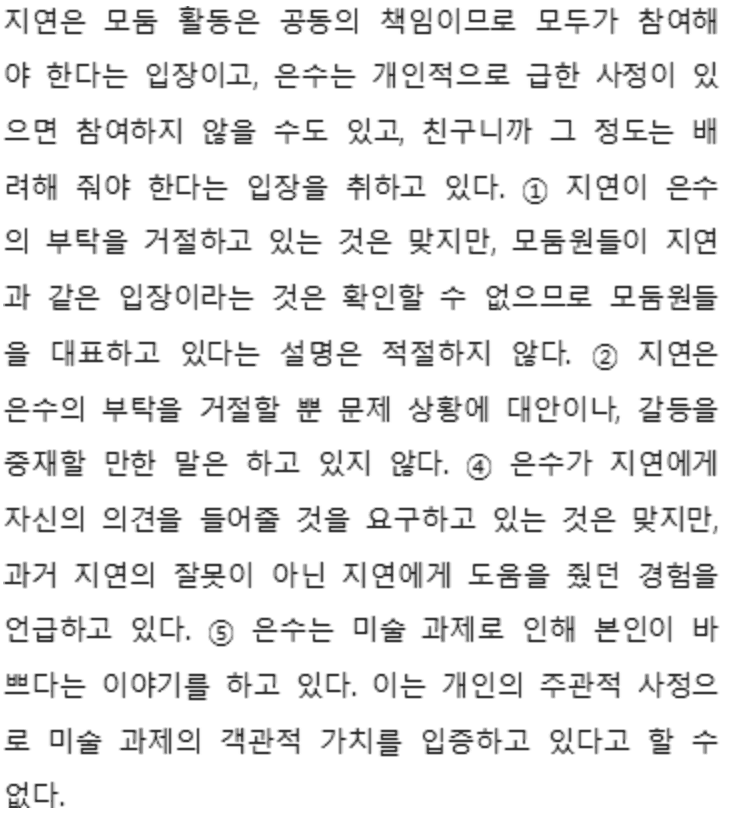 지연은 모둠 활동은 공동의 책임이므로 모두가 참여해
야 한다는 입장이고, 은수는 개인적으로 급한 사정이 있
으면 참여하지 않을 수도 있고, 친구니까 그 정도는 배
려해 줘야 한다는 입장을 취하고 있다. ① 지연이 은수
의 부탁을 거절하고 있는 것은 맞지만, 모둠원들이 지연
과 같은 입장이라는 것은 확인할 수 없으므로 모둠원들
을 대표하고 있다는 설명은 적절하지 않다. ② 지연은
은수의 부탁을 거절할 뿐 문제 상황에 대안이나, 갈등을
중재할 만한 말은 하고 있지 않다. ④ 은수가 지연에게
자신의 의견을 들어줄 것을 요구하고 있는 것은 맞지만,
과거 지연의 잘못이 아닌 지연에게 도움을 줬던 경험을
언급하고 있다. ⑤ 은수는 미술 과제로 인해 본인이 바
쁘다는 이야기를 하고 있다. 이는 개인의 주관적 사정으
로 미술 과제의 객관적 가치를 입증하고 있다고 할 수
없다.